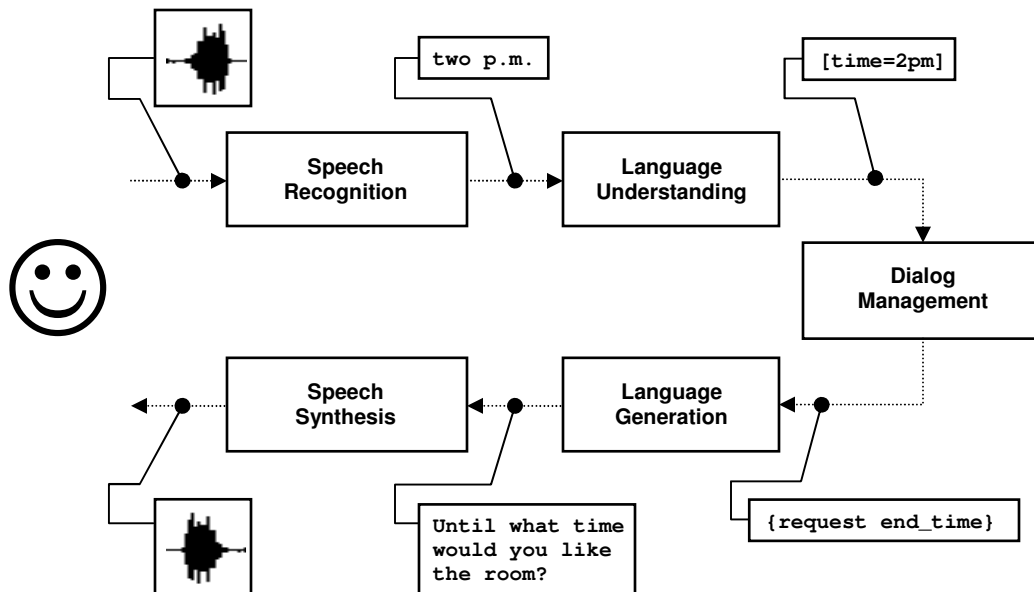 two p.m.
[time=2pm]
Speech
Recognition
Language
Understanding
Dialog
Management
Speech
Synthesis
Language
Generation
Until what time
would you like
the room?
{request end_time}